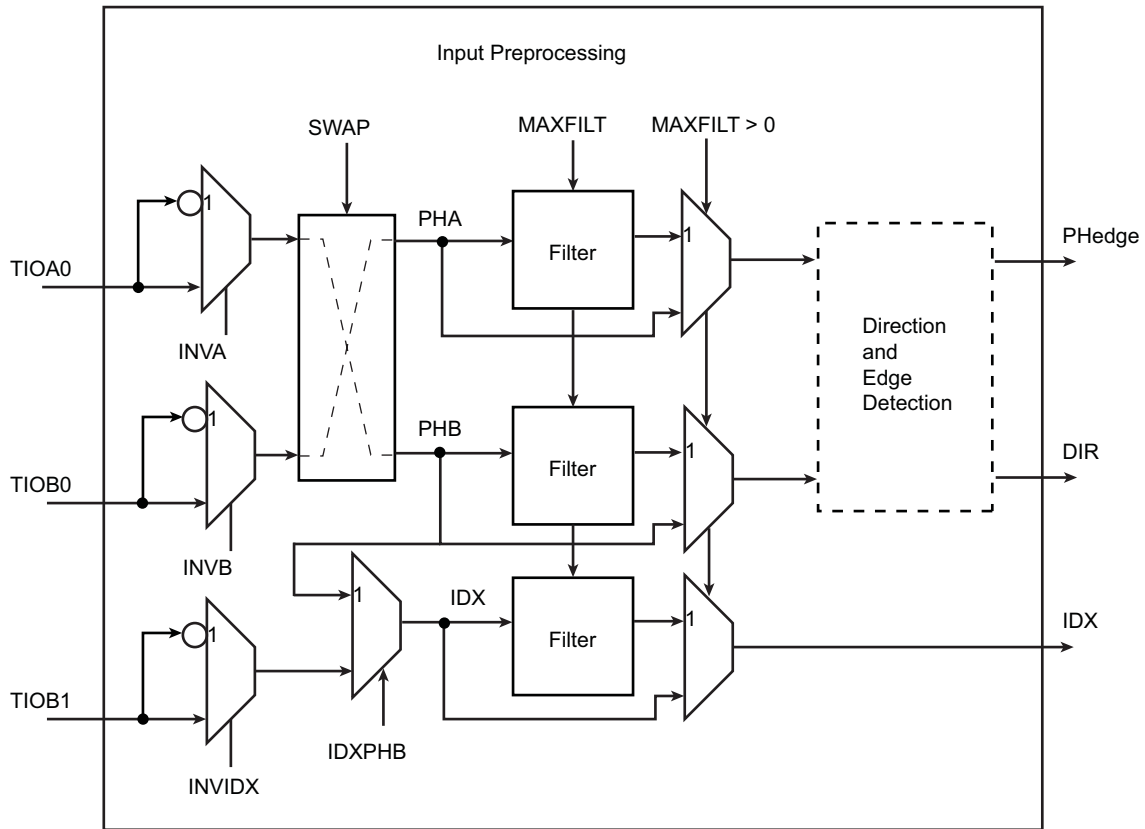 Input Preprocessing
SWAP
MAXFILT
MAXFILT > 0
1
PHA
Filter
1
PHedge
TIOA0
INVA
Direction
and
Edge
Detection
1
PHB
Filter
1
DIR
TIOB0
INVB
1
IDX
Filter
1
IDX
1
TIOB1
IDXPHB
INVIDX